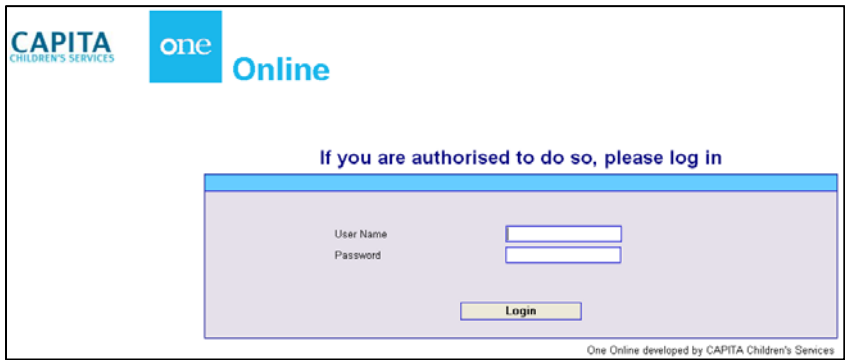 CAPITA
CHILDREN'S SERVICES
one
Online
If you are authorised to do so, please log in
User Name
Password
Login
One Online developed by CAPITA Children's Services